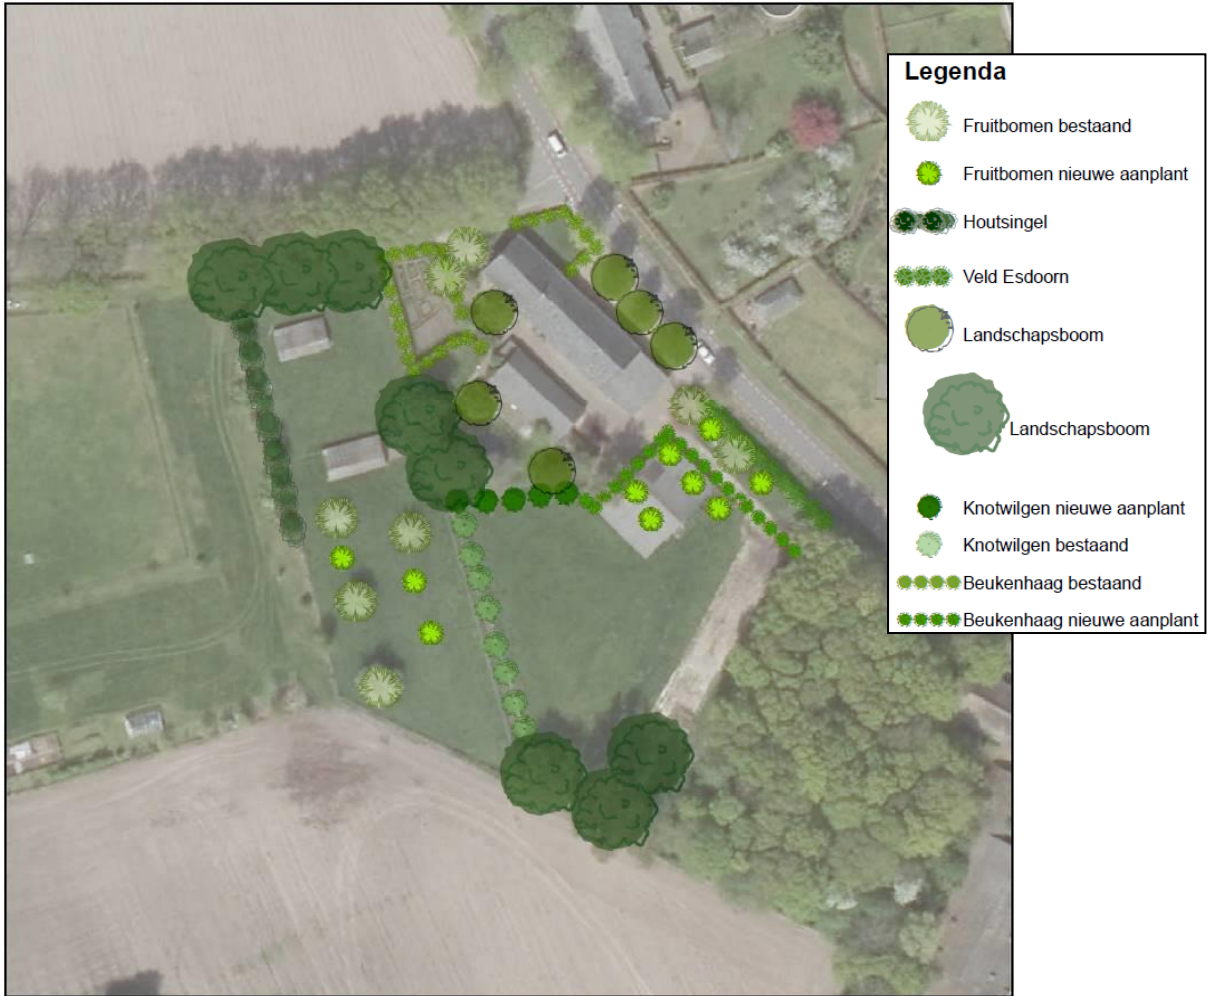 Legenda
Fruitbomen bestaand
Fruitbomen nieuwe aanplant
Houtsingel
Veld Esdoorn
Landschapsboom
Landschapsboom
Knotwilgen nieuwe aanplant
Knotwilgen bestaand
Beukenhaag bestaand
Beukenhaag nieuwe aanplant